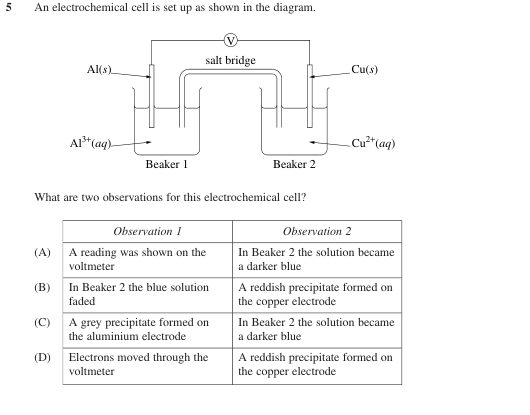 5 An electrochemical cell is set up as shown in the diagram.
V
salt bridge
Al(s)
Cu(s)
Al³⁺(aq)
Cu²⁺(aq)
Beaker 1
Beaker 2
What are two observations for this electrochemical cell?
Observation 1
Observation 2
(A) A reading was shown on the voltmeter
In Beaker 2 the solution became a darker blue
(B) In Beaker 2 the blue solution faded
A reddish precipitate formed on the copper electrode
(C) A grey precipitate formed on the aluminium electrode
In Beaker 2 the solution became a darker blue
(D) Electrons moved through the voltmeter
A reddish precipitate formed on the copper electrode